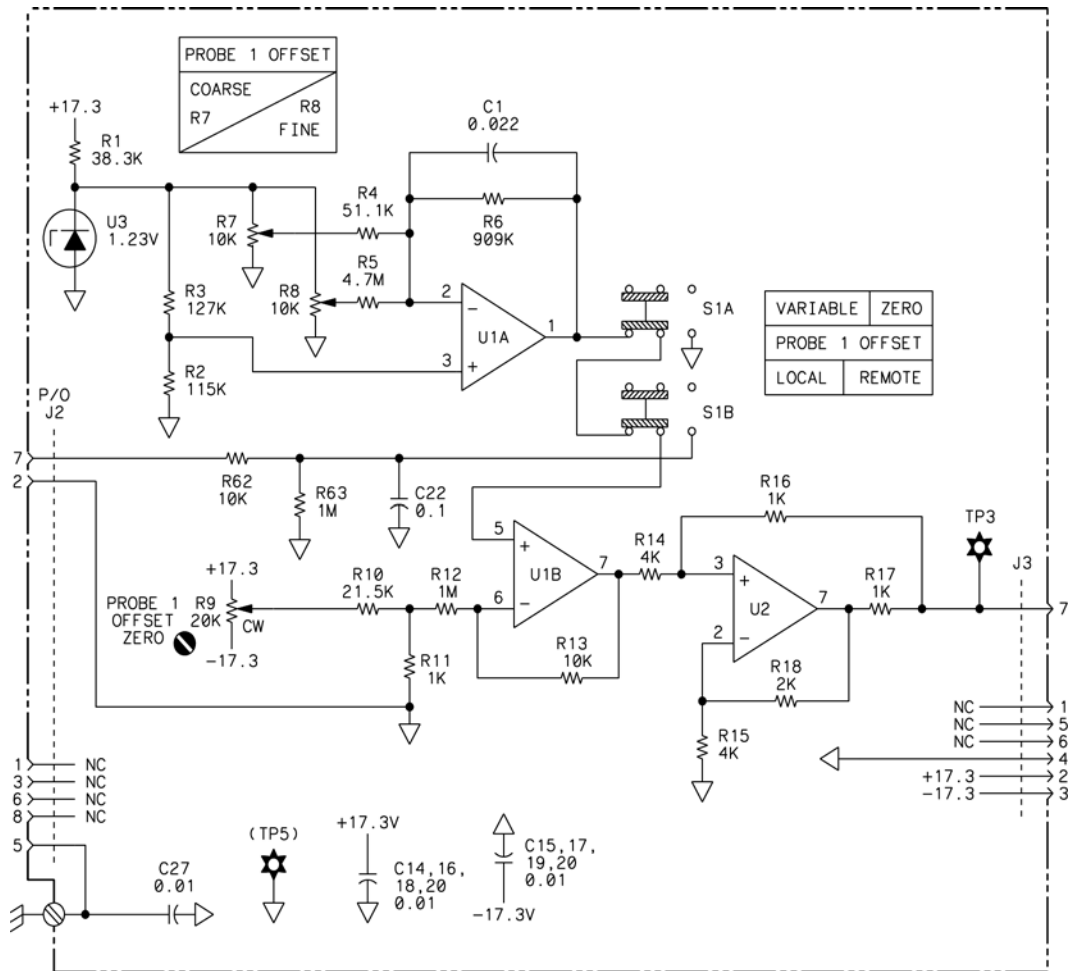 PROBE 1 OFFSET
COARSE
R7
R8
FINE
+17.3
R1
38.3K
U3
1.23V
R3
127K
R2
115K
R7
10K
R8
10K
R4
51.1K
R5
4.7M
C1
0.022
R6
909K
2
3
1
−
+
U1A
S1A
S1B
VARIABLE ZERO
PROBE 1 OFFSET
LOCAL REMOTE
P/O
J2
7
2
R62
10K
R63
1M
C22
0.1
+17.3
PROBE 1
OFFSET
ZERO
R9
20K
CW
-17.3
R10
21.5K
R12
1M
R11
1K
5
6
7
+
−
U1B
R13
10K
R14
4K
R16
1K
3
2
7
+
−
U2
R17
1K
R18
2K
R15
4K
TP3
J3
7
NC 1
NC 5
NC 6
4
+17.3 2
-17.3 3
1 NC
3 NC
6 NC
8 NC
5
C27
0.01
(TP5)
+17.3V
C14,16,
18,20
0.01
C15,17,
19,20
0.01
-17.3V